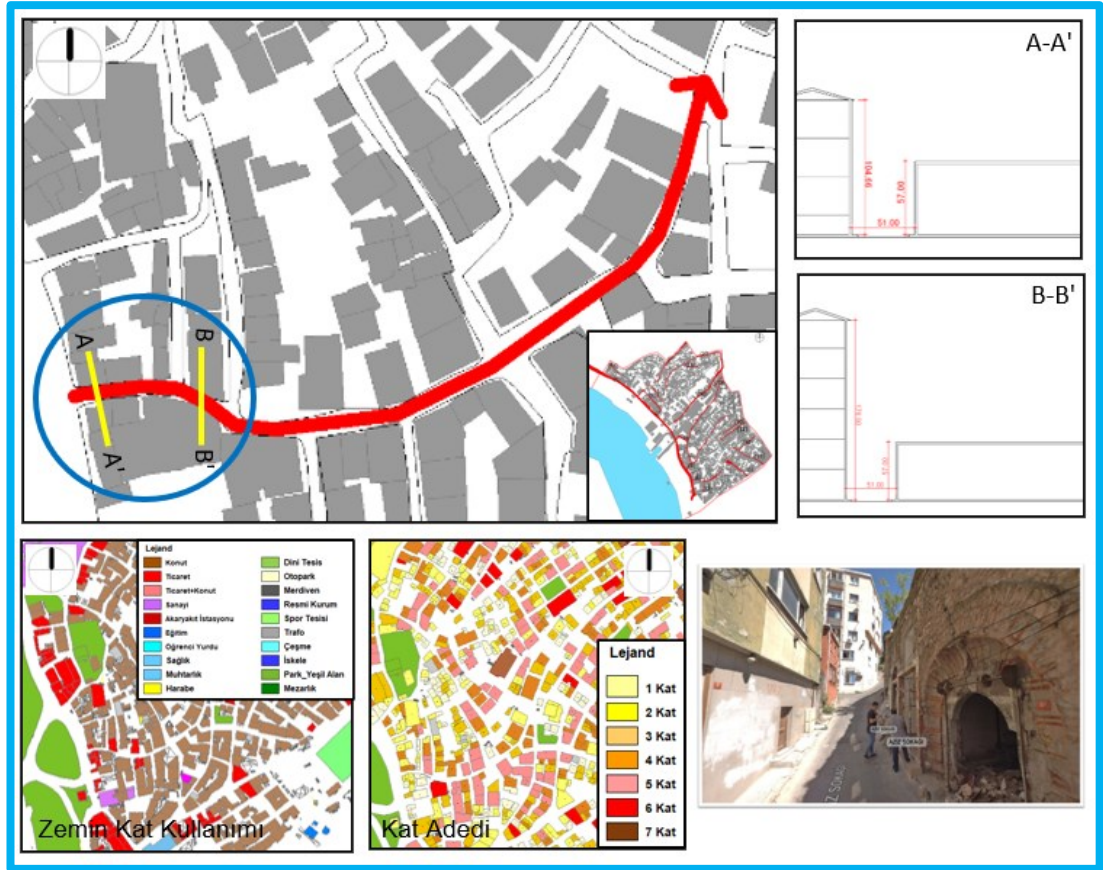 A
B
A'
B'
A-A'
104.66
57.00
51.00
B-B'
57.00
51.00
Lejand
Konut
Ticaret
Ticaret+Konut
Sanayi
Akaryakıt İstasyonu
Eğitim
Öğrenci Yurdu
Sağlık
Muhtarlık
Harabe
Dini Tesis
Otopark
Merdiven
Resmi Kurum
Spor Tesisi
Trafo
Çeşme
İskele
Park_Yeşil Alan
Mezarlık
Zemin Kat Kullanımı
Lejand
1 Kat
2 Kat
3 Kat
4 Kat
5 Kat
6 Kat
7 Kat
Kat Adedi
AZİZ SOKAĞI